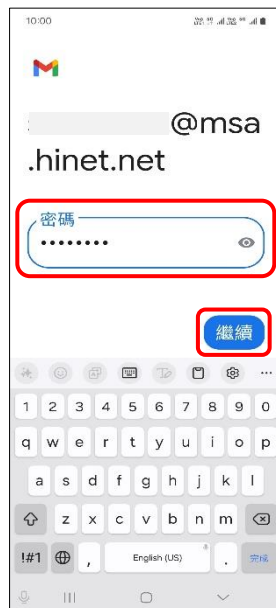 10:00
@msa
.hinet.net
密碼
••••••••
繼續
1 2 3 4 5 6 7 8 9 0
q w e r t y u i o p
a s d f g h j k l
z x c v b n m
!#1 , English (US) . 完成